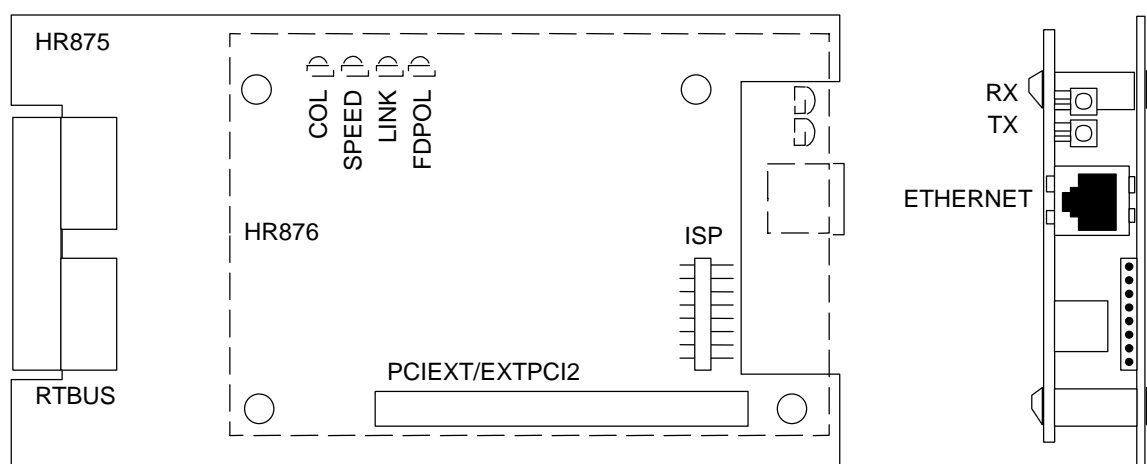 HR875
COL
SPEED
LINK
FDPOL
HR876
ISP
PCIEXT/EXTPCI2
RTBUS
RX
TX
ETHERNET